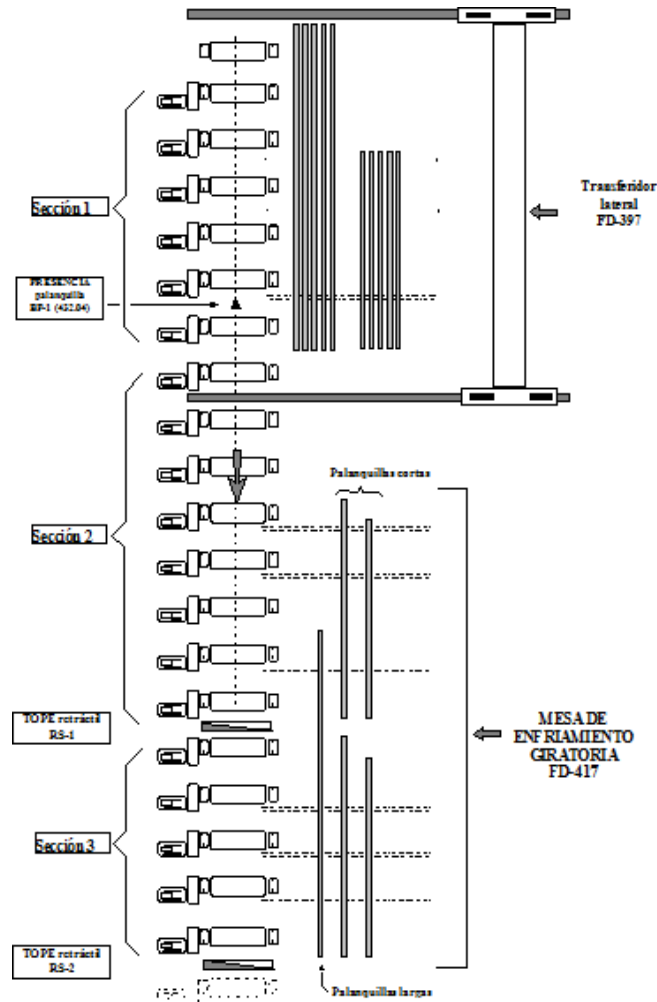 Sección 1
PRESENCIA
palanquilla
BP-1 (432.04)
Transferidor
lateral
FD-397
Palanquillas cortas
Sección 2
TOPE retráctil
RS-1
MESA DE
ENFRIAMIENTO
GIRATORIA
FD-417
Sección 3
TOPE retráctil
RS-2
Palanquillas largas